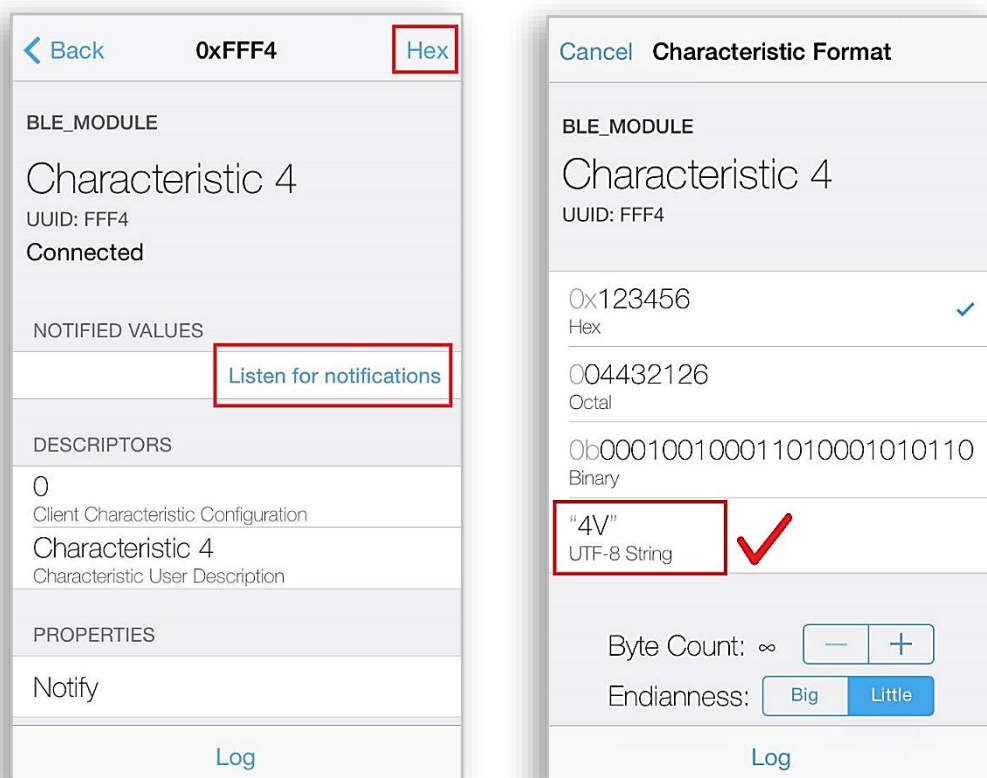 Back 0xFFF4 Hex
BLE_MODULE
Characteristic 4
UUID: FFF4
Connected
NOTIFIED VALUES
Listen for notifications
DESCRIPTORS
0
Client Characteristic Configuration
Characteristic 4
Characteristic User Description
PROPERTIES
Notify
Log
Cancel Characteristic Format
BLE_MODULE
Characteristic 4
UUID: FFF4
0x123456
Hex
004432126
Octal
0b000100100011010001010110
Binary
“4V”
UTF-8 String
Byte Count: ∞ − +
Endianness: Big Little
Log